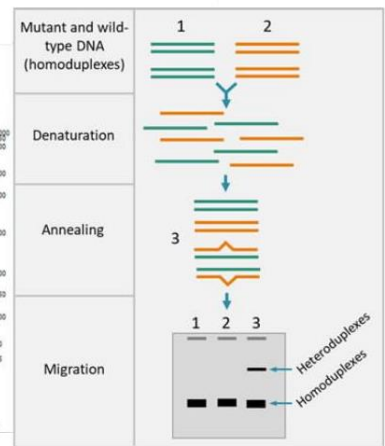 Mutant and wild-
type DNA
(homoduplexes)
1 2
Denaturation
Annealing
3
Migration
1 2 3
Heteroduplexes
Homoduplexes